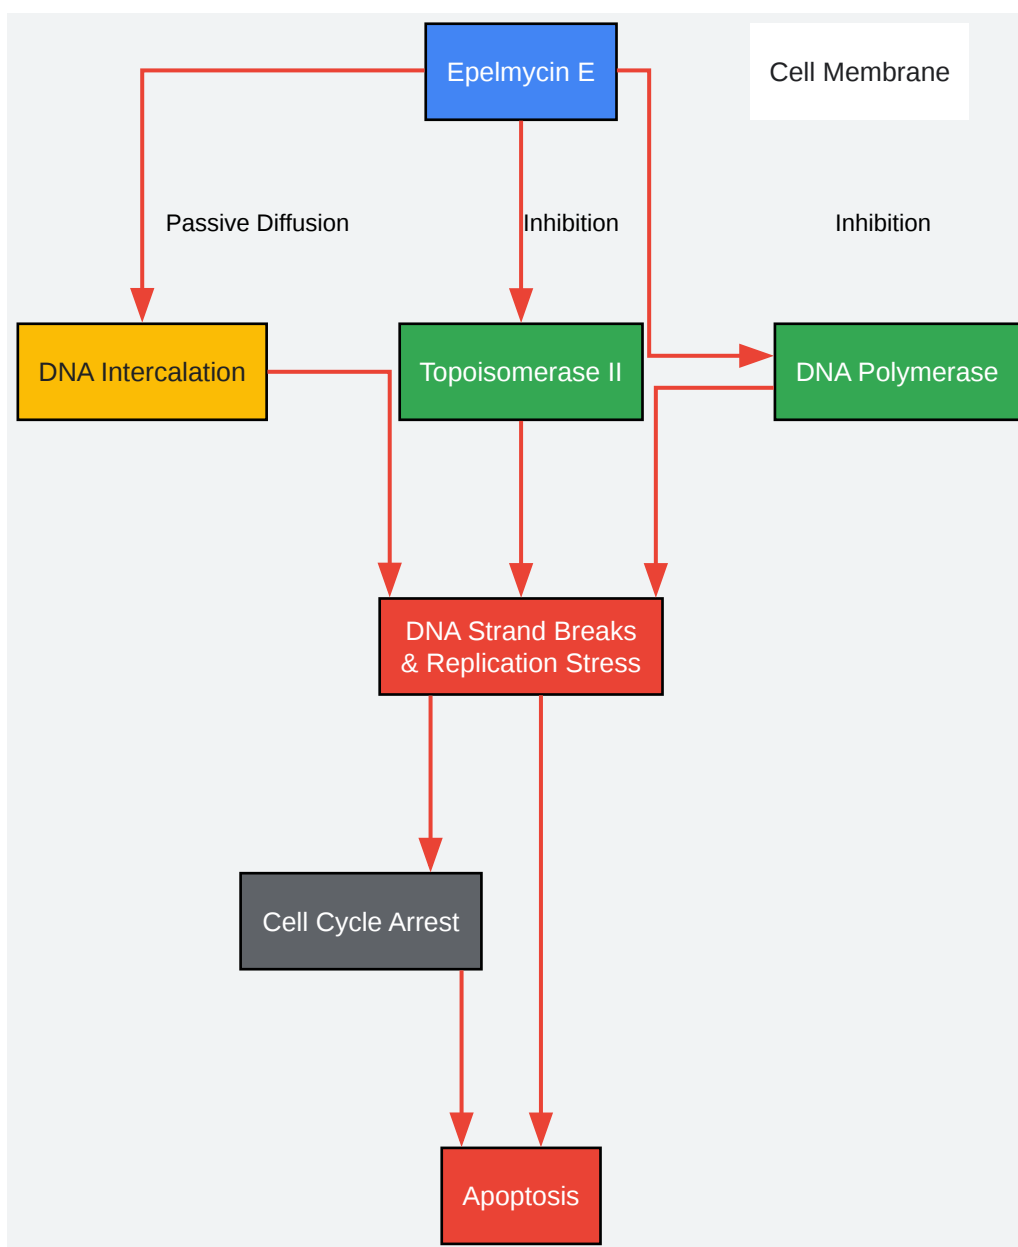 Epelmycin E
Cell Membrane
Passive Diffusion
Inhibition
Inhibition
DNA Intercalation
Topoisomerase II
DNA Polymerase
DNA Strand Breaks
& Replication Stress
Cell Cycle Arrest
Apoptosis